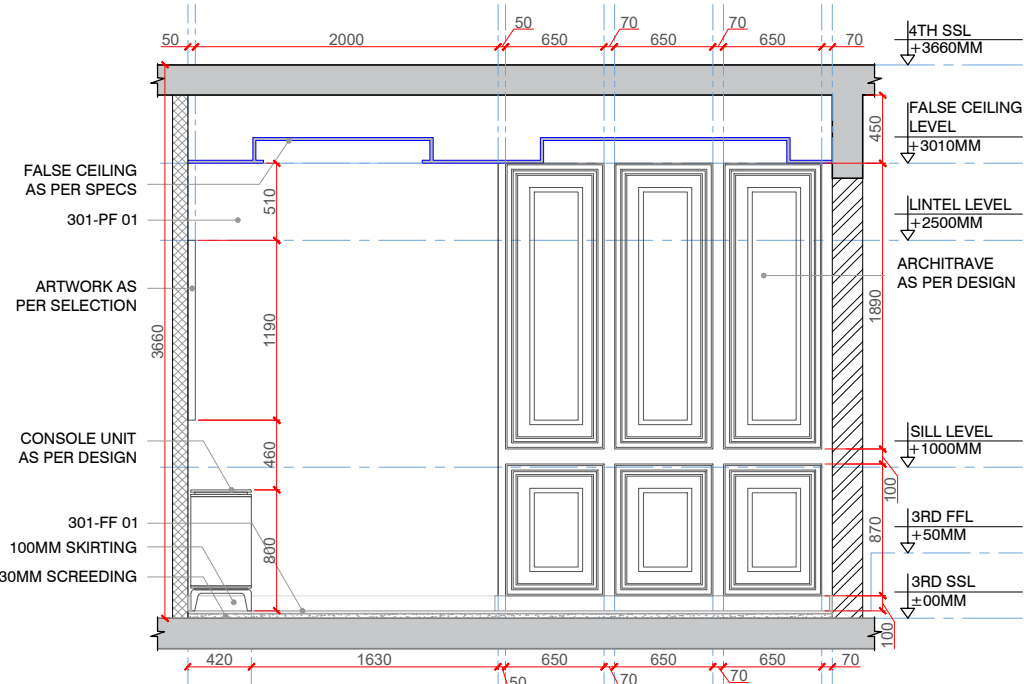 50
2000
50
650
70
650
70
650
70
4TH SSL
+3660MM
FALSE CEILING
LEVEL
+3010MM
450
FALSE CEILING
AS PER SPECS
510
301-PF 01
LINTEL LEVEL
+2500MM
ARTWORK AS
PER SELECTION
ARCHITRAVE
AS PER DESIGN
3660
1190
1890
CONSOLE UNIT
AS PER DESIGN
460
SILL LEVEL
+1000MM
100
301-FF 01
100MM SKIRTING
30MM SCREEDING
800
870
3RD FFL
+50MM
3RD SSL
±00MM
100
420
1630
50
650
70
650
70
650
70